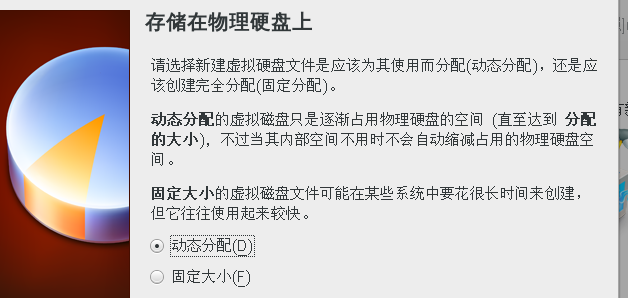 存储在物理硬盘上
请选择新建虚拟硬盘文件是应该为其使用而分配(动态分配)，还是应
该创建完全分配(固定分配)。
动态分配的虚拟磁盘只是逐渐占用物理硬盘的空间 (直至达到 分配
的大小)，不过当其内部空间不用时不会自动缩减占用的物理硬盘空
间。
固定大小的虚拟磁盘文件可能在某些系统中要花很长时间来创建，
但它往往使用起来较快。
动态分配(D)
固定大小(F)